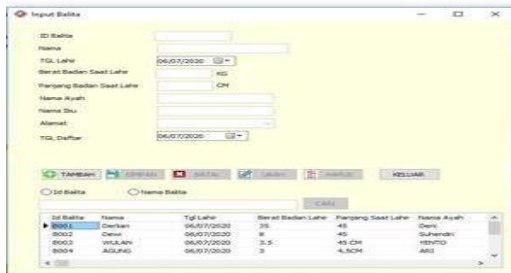 Input Balita
ID Balita
Nama
TGL Lahir 06/07/2020
Berat Badan Saat Lahir KG
Panjang Badan Saat Lahir CM
Nama Ayah
Nama Ibu
Alamat
TGL Daftar 06/07/2020
TAMBAH SIMPAN BATAL UBAH HAPUS KELUAR
Id Balita Nama Balita
CARI
Id Balita Nama Tgl Lahir Berat Badan Lahir Panjang Saat Lahir Nama Ayah
B001 Derkan 06/07/2020 35 45 Deni
B002 Dewi 06/07/2020 8 45 Suhendri
B003 WULAN 06/07/2020 3.5 45 CM YENTO
B004 AGUNG 06/07/2020 3 4.5CM ARI